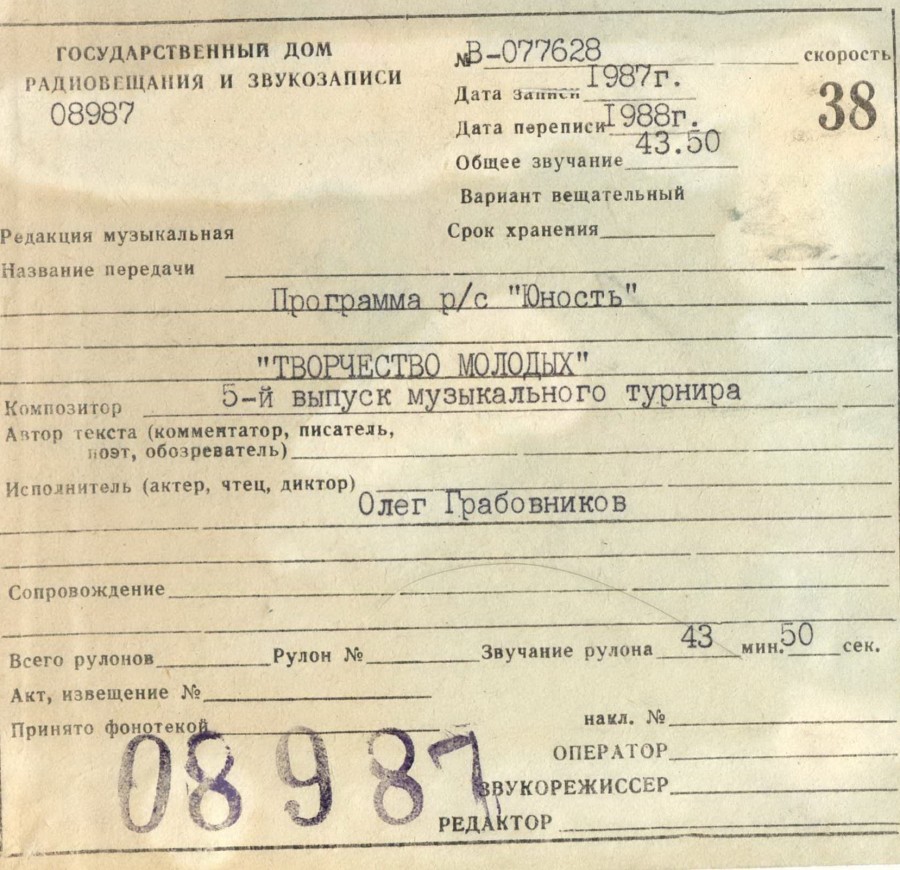 ГОСУДАРСТВЕННЫЙ ДОМ
РАДИОВЕЩАНИЯ И ЗВУКОЗАПИСИ
08987
№В-077628 скорость
38
Дата записи 1987г.
Дата переписи 1988г.
Общее звучание 43.50
Вариант вещательный
Срок хранения
Редакция музыкальная
Название передачи
Программа р/с "Юность"
"ТВОРЧЕСТВО МОЛОДЫХ"
5-й выпуск музыкального турнира
Композитор
Автор текста (комментатор, писатель,
поэт, обозреватель)
Исполнитель (актер, чтец, диктор)
Олег Грабовников
Сопровождение
Всего рулонов Рулон № Звучание рулона 43 мин. 50 сек.
Акт, извещение №
Принято фонотекой накл. №
08987
ОПЕРАТОР
ЗВУКОРЕЖИССЕР
РЕДАКТОР